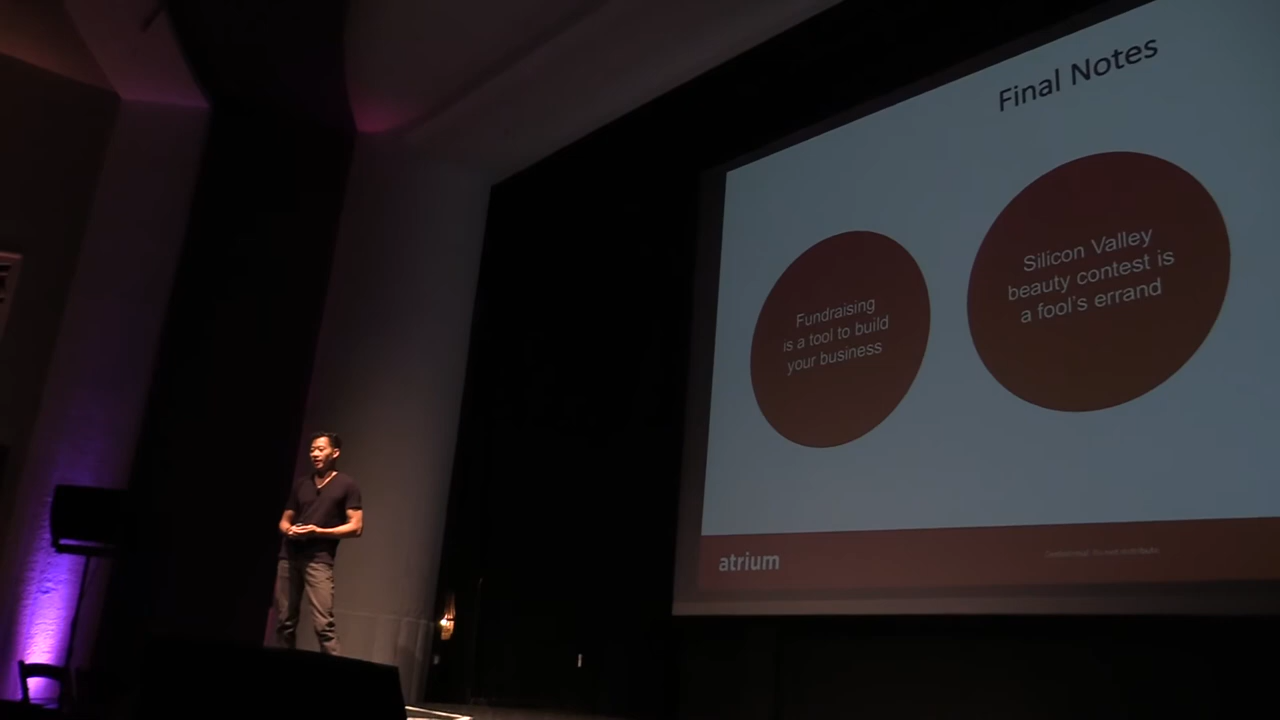 Final Notes
Fundraising
is a tool to build
your business
Silicon Valley
beauty contest is
a fool's errand
atrium